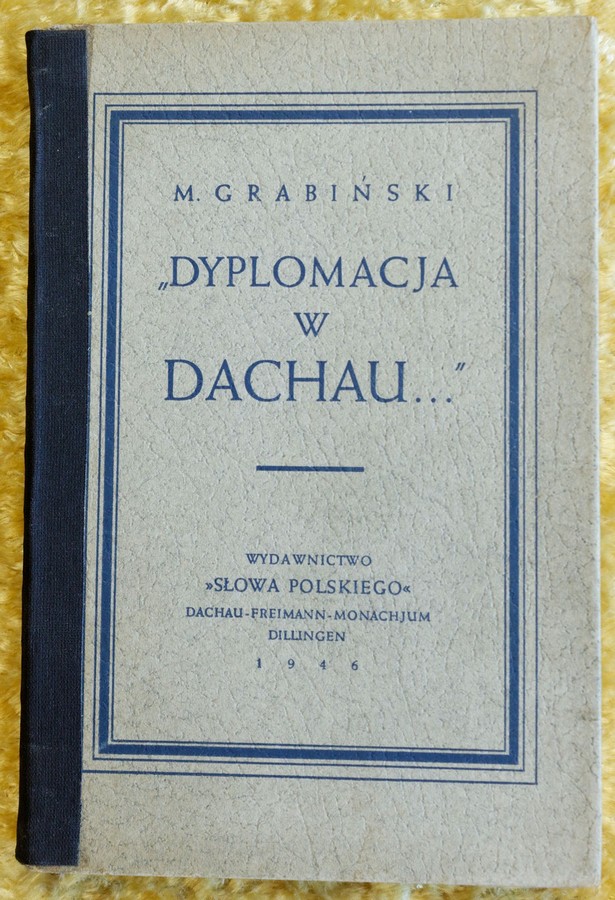 M. GRABIŃSKI
„DYPLOMACJA
W
DACHAU..."
WYDAWNICTWO
»SŁOWA POLSKIEGO«
DACHAU-FREIMANN-MONACHJUM
DILLINGEN
1946